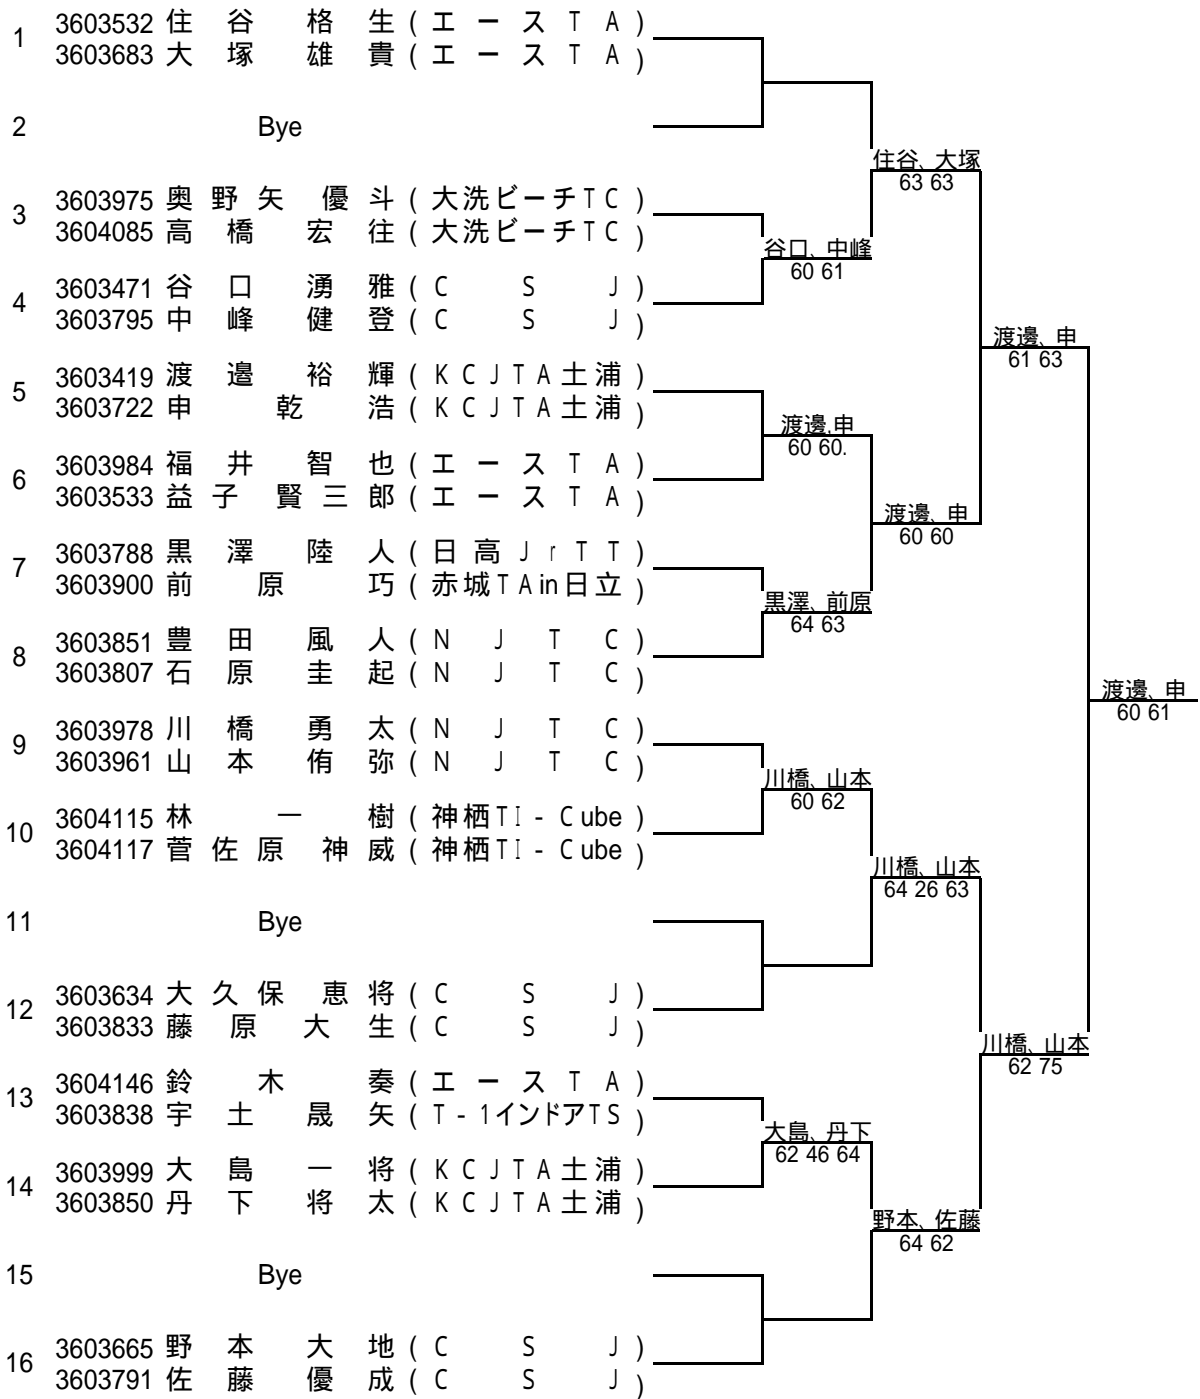 1 3603532 住谷 格生 (エースTA)
3603683 大塚 雄貴 (エースTA)
2 Bye
住谷、大塚
63 63
3 3603975 奥野矢 優斗 (大洗ビーチTC)
3604085 高橋 宏往 (大洗ビーチTC)
谷口、中峰
60 61
4 3603471 谷口 湧雅 (CSJ)
3603795 中峰 健登 (CSJ)
渡邊、申
61 63
5 3603419 渡邉 裕輝 (KCJTA土浦)
3603722 申 乾浩 (KCJTA土浦)
渡邊,申
60 60.
6 3603984 福井 智也 (エースTA)
3603533 益子 賢三郎 (エースTA)
渡邊、申
60 60
7 3603788 黒澤 陸人 (日高JrTT)
3603900 前原 巧 (赤城TAin日立)
黒澤、前原
64 63
8 3603851 豊田 風人 (NJTC)
3603807 石原 圭起 (NJTC)
渡邊、申
60 61
9 3603978 川橋 勇太 (NJTC)
3603961 山本 侑弥 (NJTC)
川橋、山本
60 62
10 3604115 林 一樹 (神栖TI-Cube)
3604117 菅佐原 神威 (神栖TI-Cube)
川橋、山本
64 26 63
11 Bye
12 3603634 大久保 恵将 (CSJ)
3603833 藤原 大生 (CSJ)
川橋、山本
62 75
13 3604146 鈴木 奏 (エースTA)
3603838 宇土 晟矢 (T-1インドアTS)
大島、丹下
62 46 64
14 3603999 大島 一将 (KCJTA土浦)
3603850 丹下 将太 (KCJTA土浦)
野本、佐藤
64 62
15 Bye
16 3603665 野本 大地 (CSJ)
3603791 佐藤 優成 (CSJ)